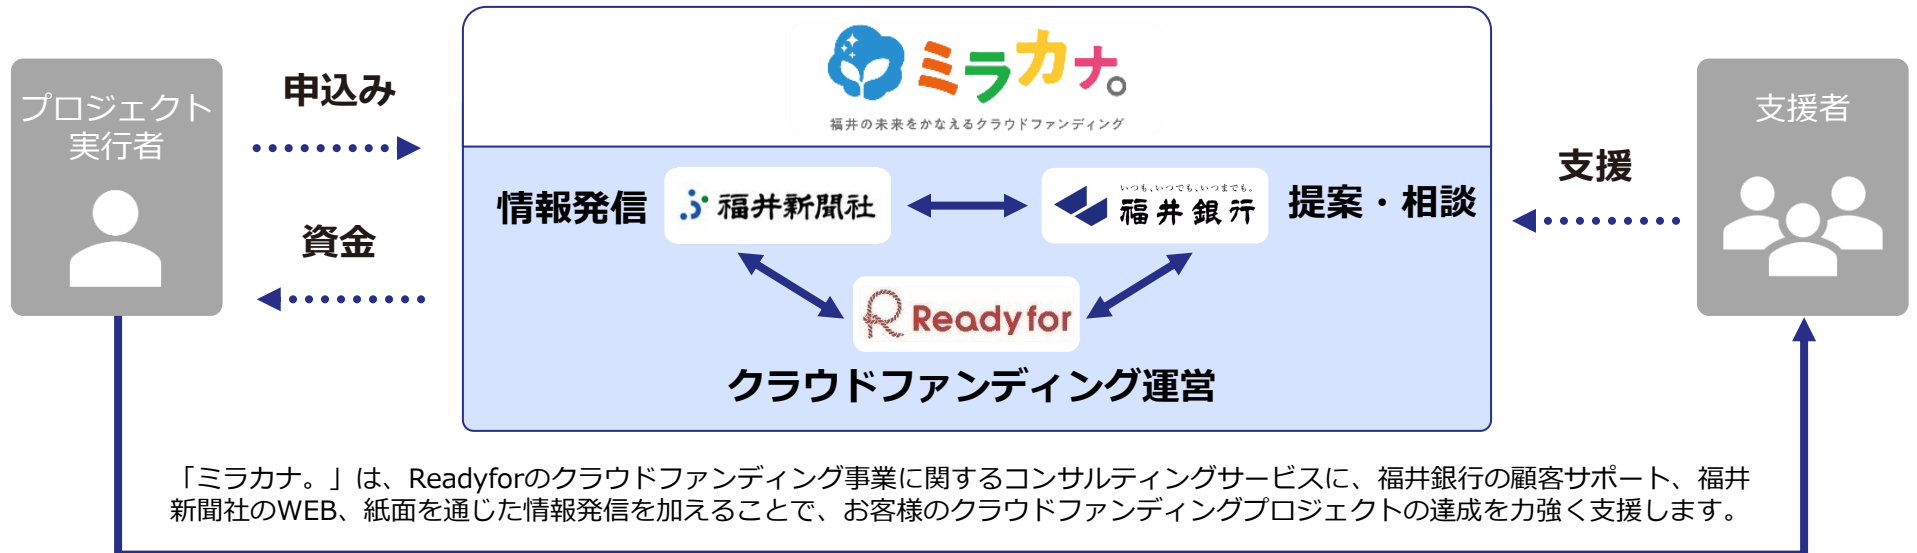 ミラカナ。
福井の未来をかなえるクラウドファンディング
プロジェクト
実行者
申込み
資金
情報発信
福井新聞社
いつも、いつでも、いつまでも。
福井銀行
提案・相談
Readyfor
クラウドファンディング運営
支援
支援者
「ミラカナ。」は、Readyforのクラウドファンディング事業に関するコンサルティングサービスに、福井銀行の顧客サポート、福井
新聞社のWEB、紙面を通じた情報発信を加えることで、お客様のクラウドファンディングプロジェクトの達成を力強く支援します。